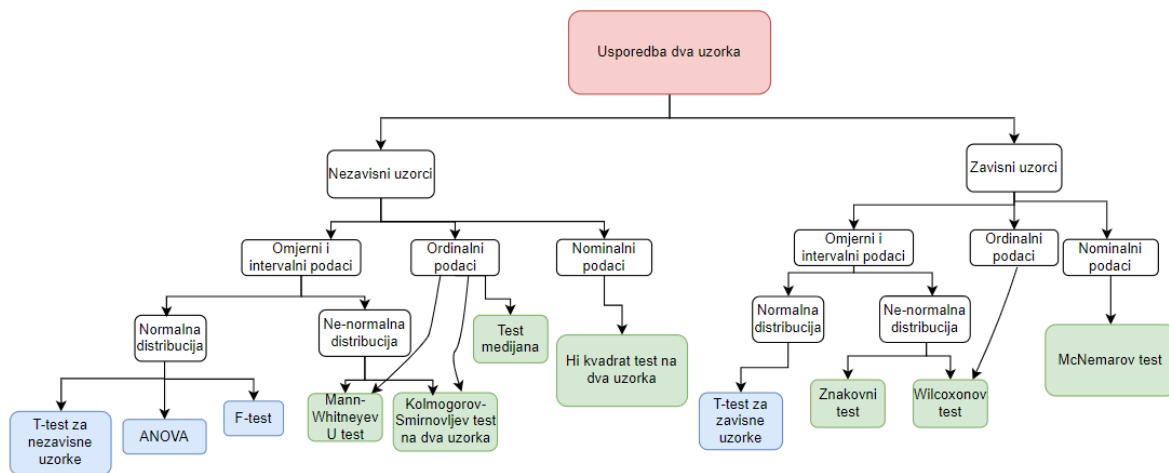 Usporedba dva uzorka
Nezavisni uzorci
Zavisni uzorci
Omjerni i
intervalni podaci
Ordinalni
podaci
Nominalni
podaci
Omjerni i
intervalni podaci
Ordinalni
podaci
Nominalni
podaci
Normalna
distribucija
Ne-normalna
distribucija
Test
medijana
Hi kvadrat test na
dva uzorka
Normalna
distribucija
Ne-normalna
distribucija
McNemarov test
T-test za
nezavisne
uzorke
ANOVA
F-test
Mann-
Whitneyev
U test
Kolmogorov-
Smirnovljev test
na dva uzorka
T-test za
zavisne
uzorke
Znakovni
test
Wilcoxonov
test